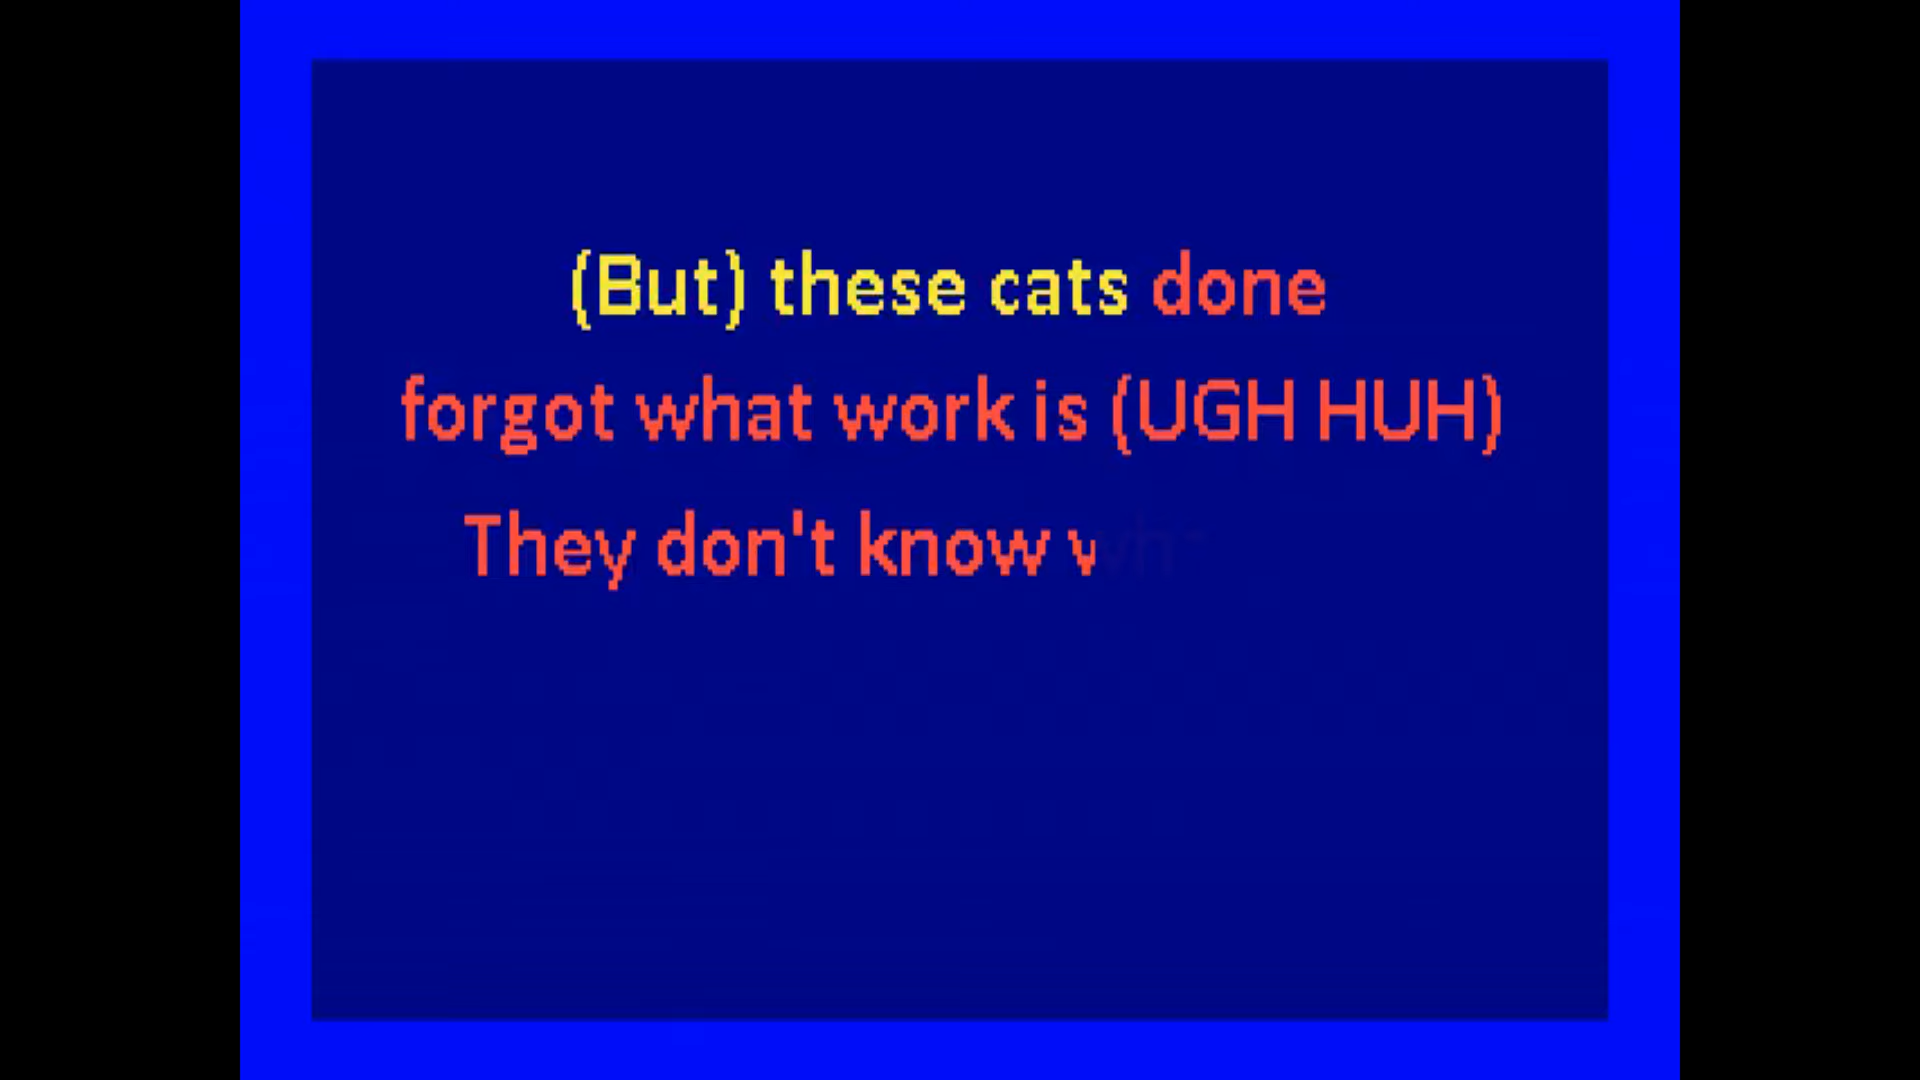 (But) these cats done
forgot what work is (UGH HUH)
They don't know